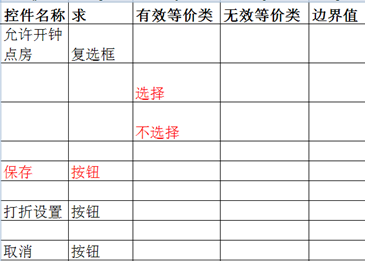 控件名称 求 有效等价类 无效等价类 边界值
允许开钟
点房 复选框
选择
不选择
保存 按钮
打折设置 按钮
取消 按钮